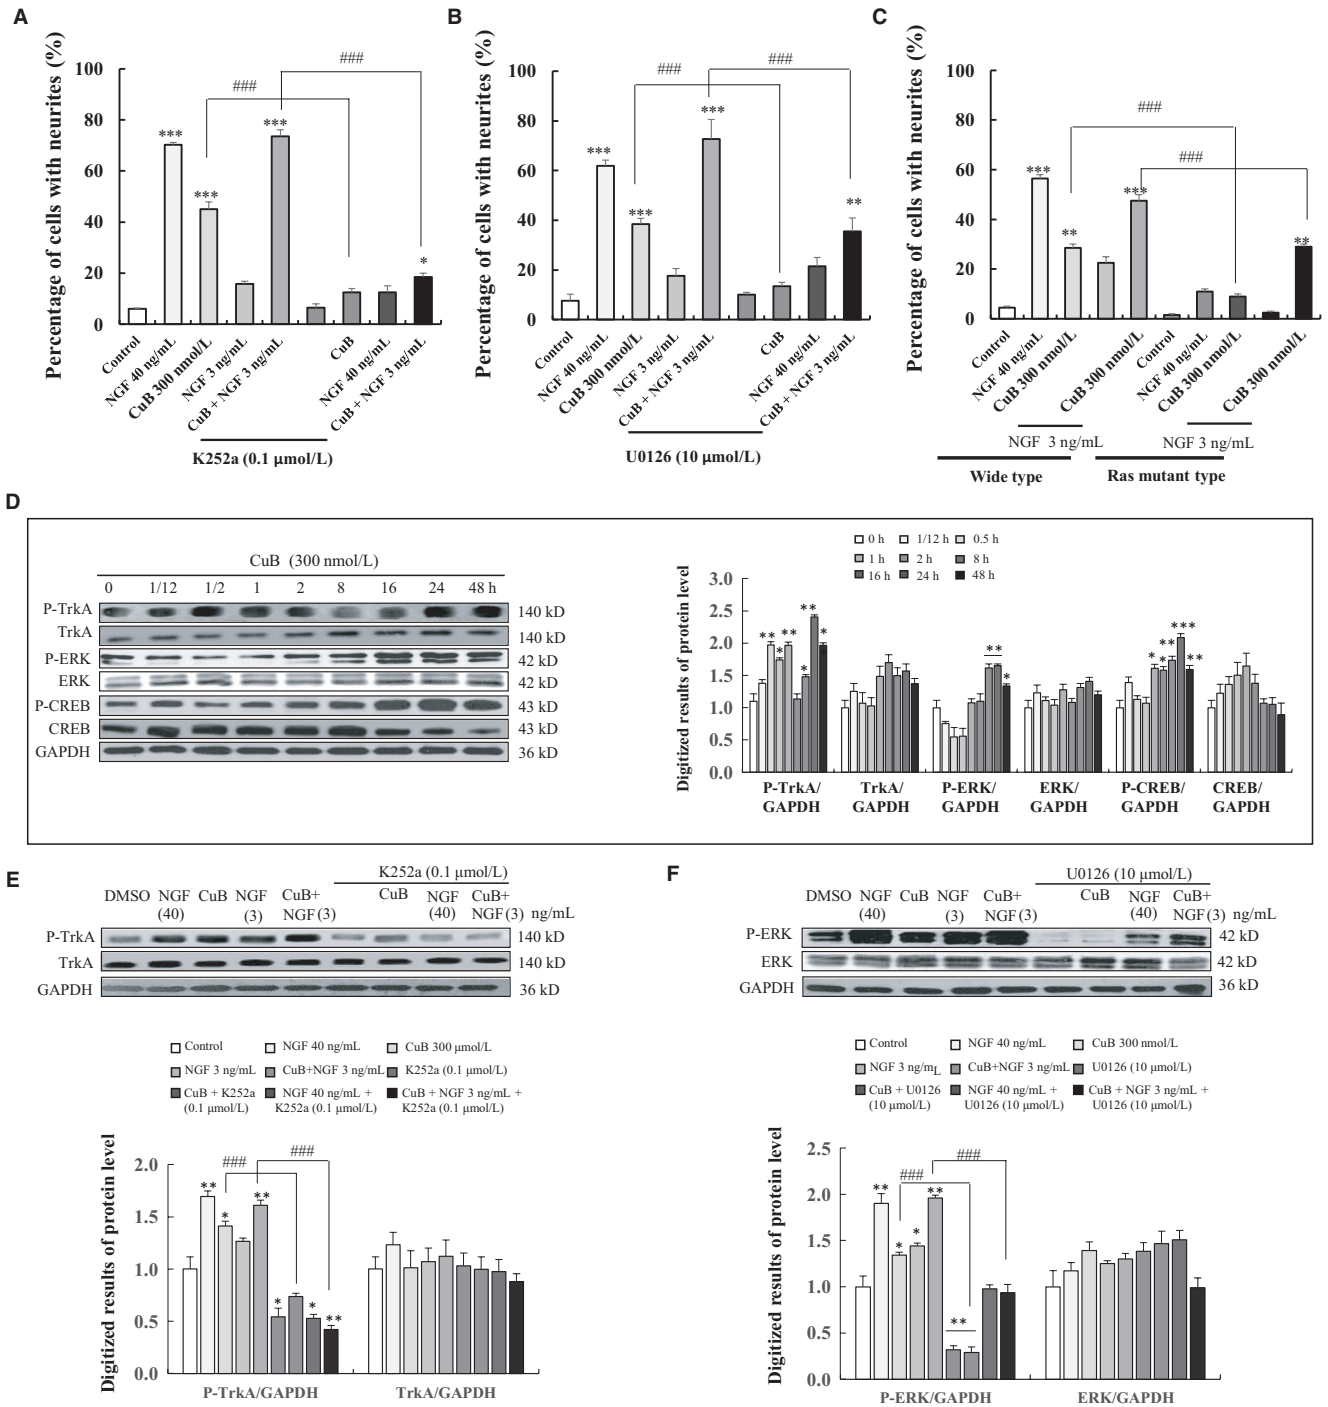 A
Percentage of cells with neurites (%)
100
80
60
40
20
0
***
***
***
*
###
###
Control
NGF 40 ng/mL
CuB 300 nmol/L
NGF 3 ng/mL
CuB + NGF 3 ng/mL
CuB
NGF 40 ng/mL
CuB + NGF 3 ng/mL
K252a (0.1 μmol/L)
B
Percentage of cells with neurites (%)
100
80
60
40
20
0
***
***
***
**
###
###
Control
NGF 40 ng/mL
CuB 300 nmol/L
NGF 3 ng/mL
CuB + NGF 3 ng/mL
CuB
NGF 40 ng/mL
CuB + NGF 3 ng/mL
U0126 (10 μmol/L)
C
Percentage of cells with neurites (%)
100
80
60
40
20
0
***
**
***
**
###
###
Control
NGF 40 ng/mL
CuB 300 nmol/L
CuB 300 nmol/L
Control
NGF 40 ng/mL
CuB 300 nmol/L
CuB 300 nmol/L
NGF 3 ng/mL
NGF 3 ng/mL
Wide type
Ras mutant type
D
CuB (300 nmol/L)
0 1/12 1/2 1 2 8 16 24 48 h
P-TrkA 140 kD
TrkA 140 kD
P-ERK 42 kD
ERK 42 kD
P-CREB 43 kD
CREB 43 kD
GAPDH 36 kD
0 h 1/12 h 0.5 h
1 h 2 h 8 h
16 h 24 h 48 h
Digitized results of protein level
3.0
2.5
2.0
1.5
1.0
0.5
0.0
**
*
**
*
**
*
**
*
*
*
**
***
**
P-TrkA/ GAPDH
TrkA/ GAPDH
P-ERK/ GAPDH
ERK/ GAPDH
P-CREB/ GAPDH
CREB/ GAPDH
E
K252a (0.1 μmol/L)
DMSO NGF CuB NGF CuB+ CuB NGF CuB+
(40) (3) NGF (3) (40) NGF (3) ng/mL
P-TrkA 140 kD
TrkA 140 kD
GAPDH 36 kD
Control NGF 40 ng/mL CuB 300 μmol/L
NGF 3 ng/mL CuB+NGF 3 ng/mL K252a (0.1 μmol/L)
CuB + K252a NGF 40 ng/mL + CuB + NGF 3 ng/mL +
(0.1 μmol/L) K252a (0.1 μmol/L) K252a (0.1 μmol/L)
Digitized results of protein level
2.0
1.5
1.0
0.5
0.0
**
*
**
*
*
**
###
###
P-TrkA/GAPDH
TrkA/GAPDH
F
U0126 (10 μmol/L)
DMSO NGF CuB NGF CuB+ CuB NGF CuB+
(40) (3) NGF (3) (40) NGF (3) ng/mL
P-ERK 42 kD
ERK 42 kD
GAPDH 36 kD
Control NGF 40 ng/mL CuB 300 nmol/L
NGF 3 ng/mL CuB+NGF 3 ng/mL U0126 (10 μmol/L)
CuB + U0126 NGF 40 ng/mL + CuB + NGF 3 ng/mL +
(10 μmol/L) U0126 (10 μmol/L) U0126 (10 μmol/L)
Digitized results of protein level
2.5
2.0
1.5
1.0
0.5
0.0
**
*
*
**
**
###
###
P-ERK/GAPDH
ERK/GAPDH